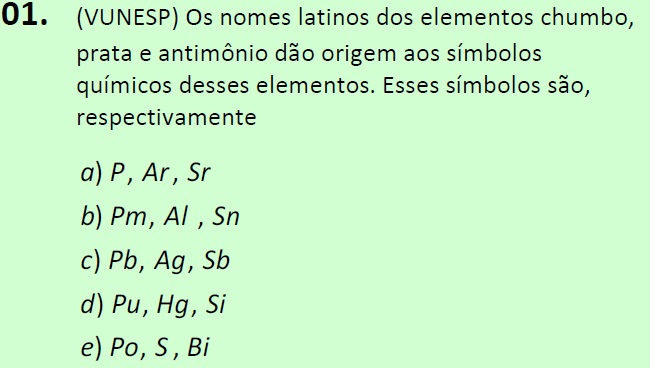 01. (VUNESP) Os nomes latinos dos elementos chumbo,
prata e antimônio dão origem aos símbolos
químicos desses elementos. Esses símbolos são,
respectivamente
a) P, Ar, Sr
b) Pm, Al , Sn
c) Pb, Ag, Sb
d) Pu, Hg, Si
e) Po, S , Bi